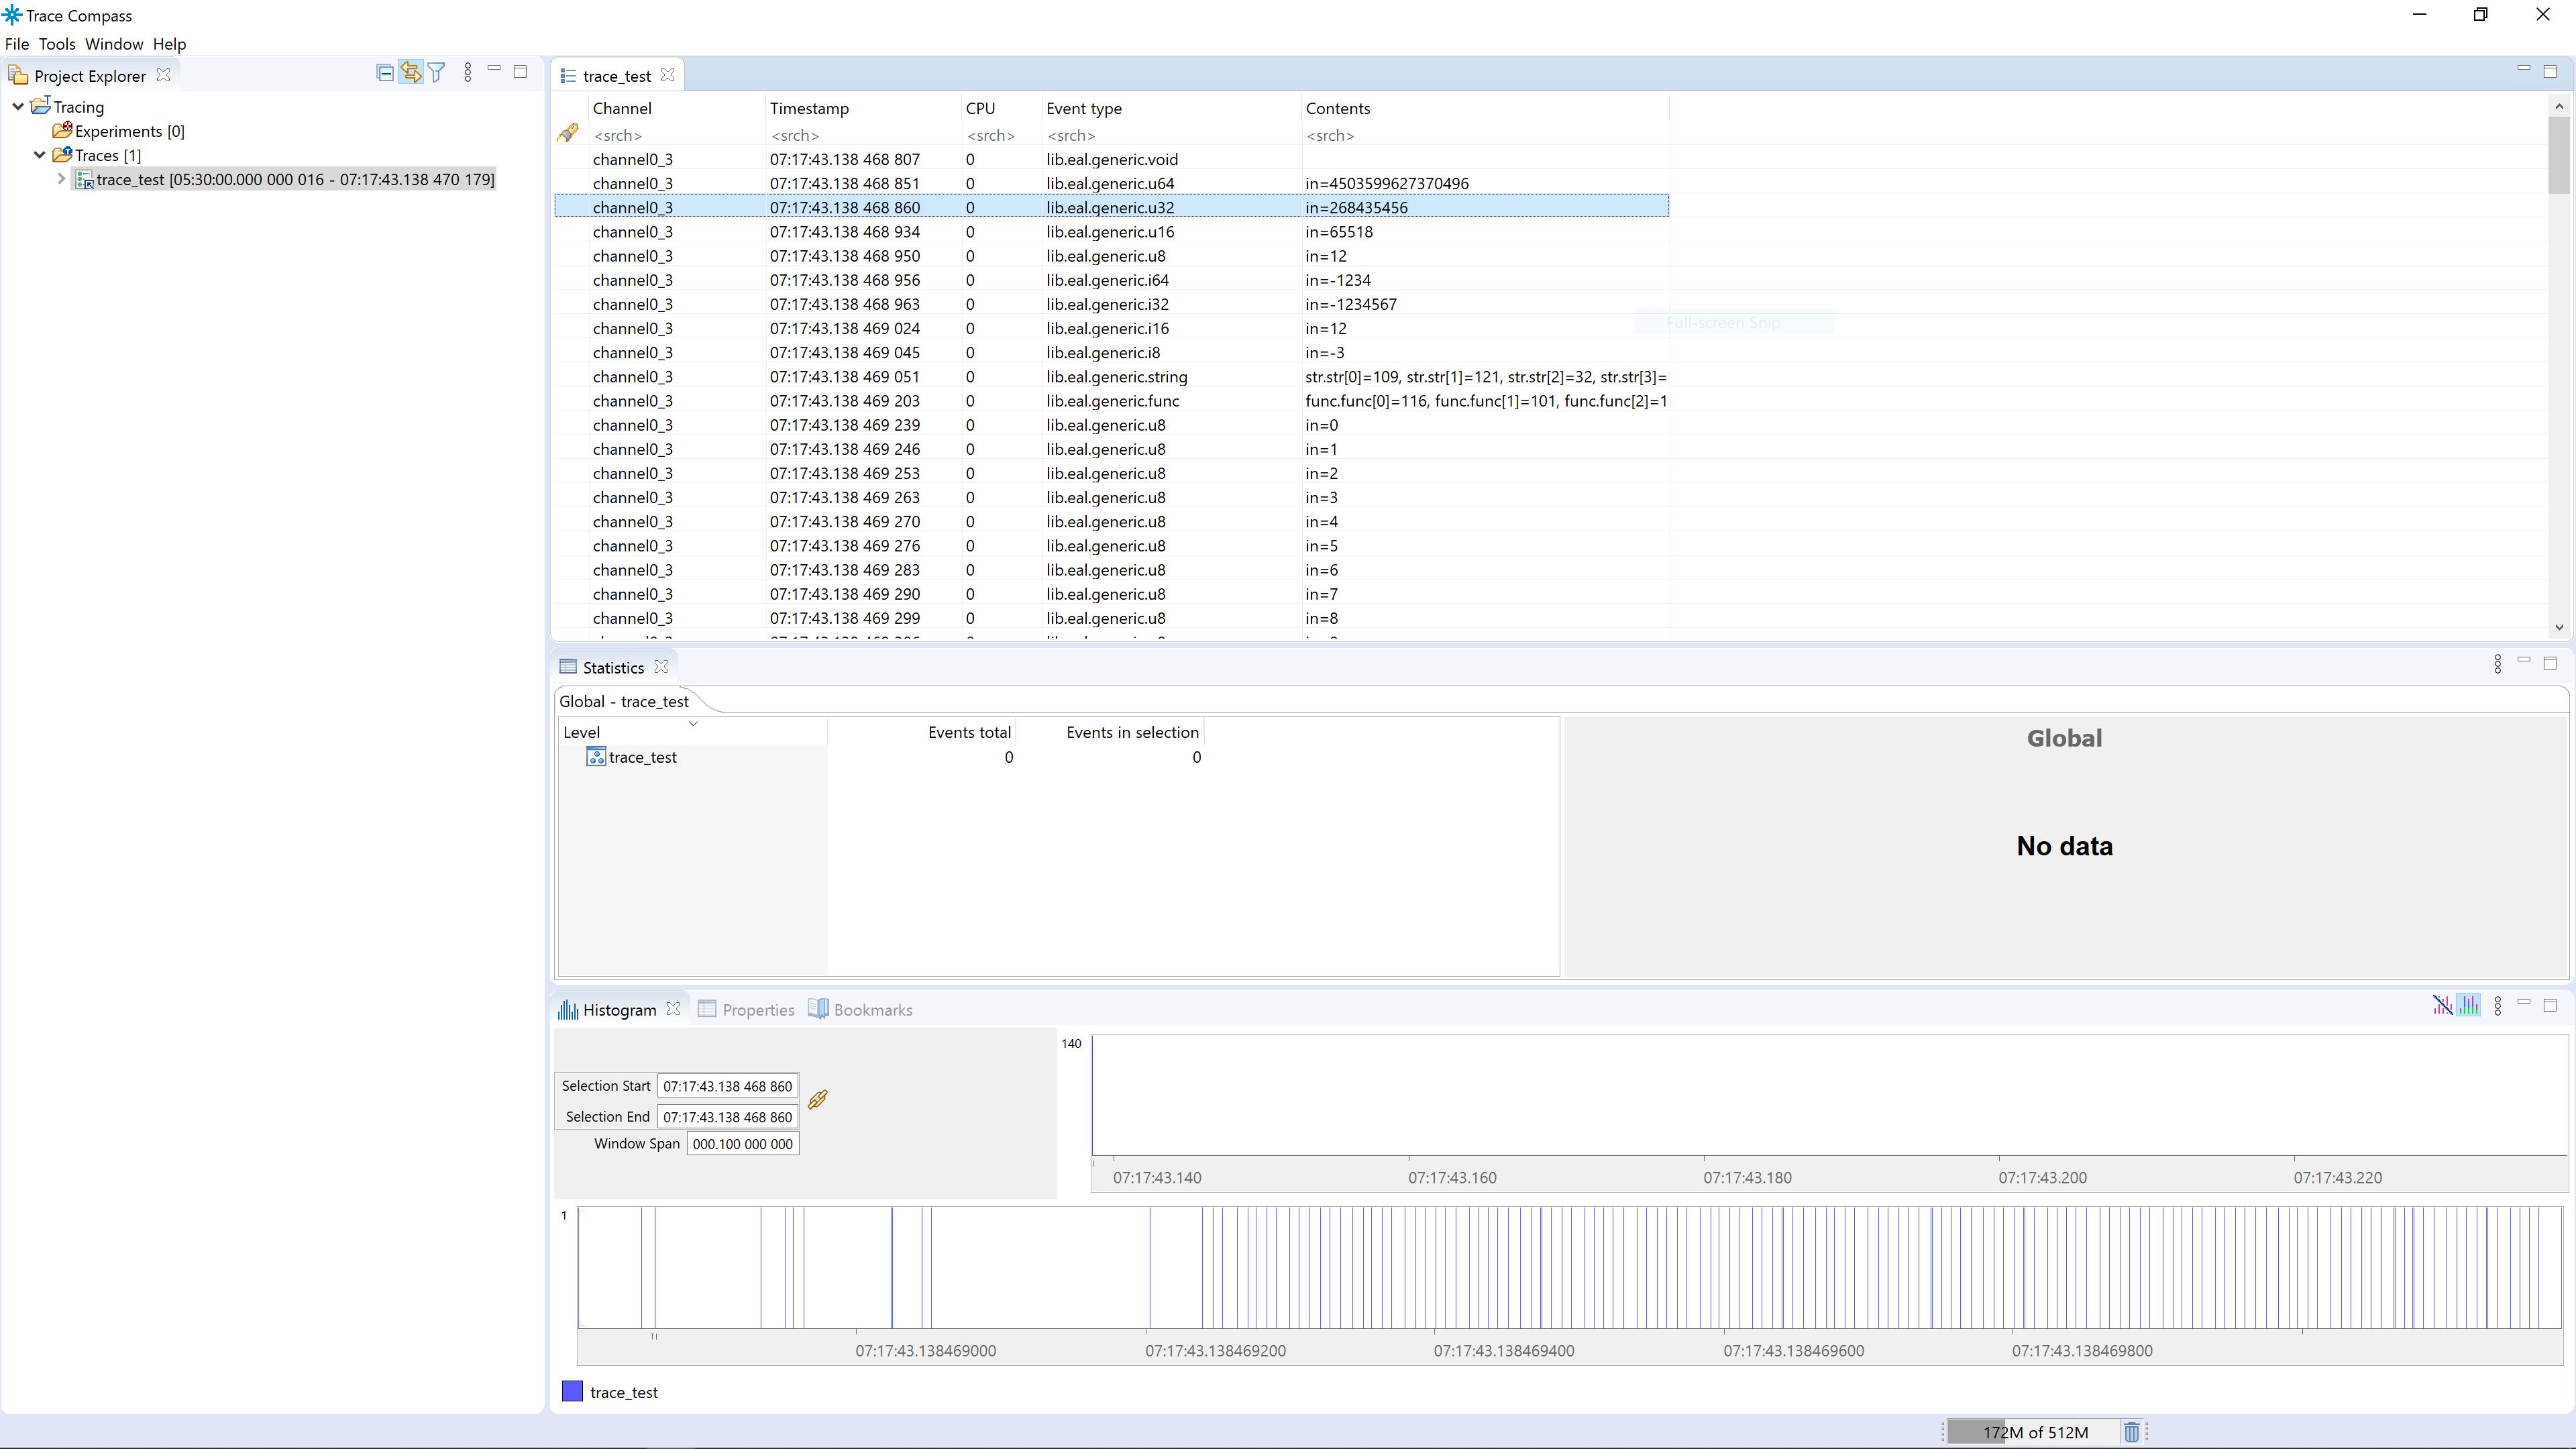 Trace Compass
File Tools Window Help
Project Explorer
Tracing
Experiments [0]
Traces [1]
trace_test [05:30:00.000 000 016 - 07:17:43.138 470 179]
trace_test
Channel Timestamp CPU Event type Contents
<srch> <srch> <srch> <srch> <srch>
channel0_3 07:17:43.138 468 807 0 lib.eal.generic.void
channel0_3 07:17:43.138 468 851 0 lib.eal.generic.u64 in=4503599627370496
channel0_3 07:17:43.138 468 860 0 lib.eal.generic.u32 in=268435456
channel0_3 07:17:43.138 468 934 0 lib.eal.generic.u16 in=65518
channel0_3 07:17:43.138 468 950 0 lib.eal.generic.u8 in=12
channel0_3 07:17:43.138 468 956 0 lib.eal.generic.i64 in=-1234
channel0_3 07:17:43.138 468 963 0 lib.eal.generic.i32 in=-1234567
Full-screen Snip
channel0_3 07:17:43.138 469 024 0 lib.eal.generic.i16 in=12
channel0_3 07:17:43.138 469 045 0 lib.eal.generic.i8 in=-3
channel0_3 07:17:43.138 469 051 0 lib.eal.generic.string str.str[0]=109, str.str[1]=121, str.str[2]=32, str.str[3]=
channel0_3 07:17:43.138 469 203 0 lib.eal.generic.func func.func[0]=116, func.func[1]=101, func.func[2]=1
channel0_3 07:17:43.138 469 239 0 lib.eal.generic.u8 in=0
channel0_3 07:17:43.138 469 246 0 lib.eal.generic.u8 in=1
channel0_3 07:17:43.138 469 253 0 lib.eal.generic.u8 in=2
channel0_3 07:17:43.138 469 263 0 lib.eal.generic.u8 in=3
channel0_3 07:17:43.138 469 270 0 lib.eal.generic.u8 in=4
channel0_3 07:17:43.138 469 276 0 lib.eal.generic.u8 in=5
channel0_3 07:17:43.138 469 283 0 lib.eal.generic.u8 in=6
channel0_3 07:17:43.138 469 290 0 lib.eal.generic.u8 in=7
channel0_3 07:17:43.138 469 299 0 lib.eal.generic.u8 in=8
Statistics
Global - trace_test
Level Events total Events in selection
trace_test 0 0
Global
No data
Histogram Properties Bookmarks
Selection Start 07:17:43.138 468 860
Selection End 07:17:43.138 468 860
Window Span 000.100 000 000
140
07:17:43.140 07:17:43.160 07:17:43.180 07:17:43.200 07:17:43.220
1
07:17:43.138469000 07:17:43.138469200 07:17:43.138469400 07:17:43.138469600 07:17:43.138469800
trace_test
172M of 512M